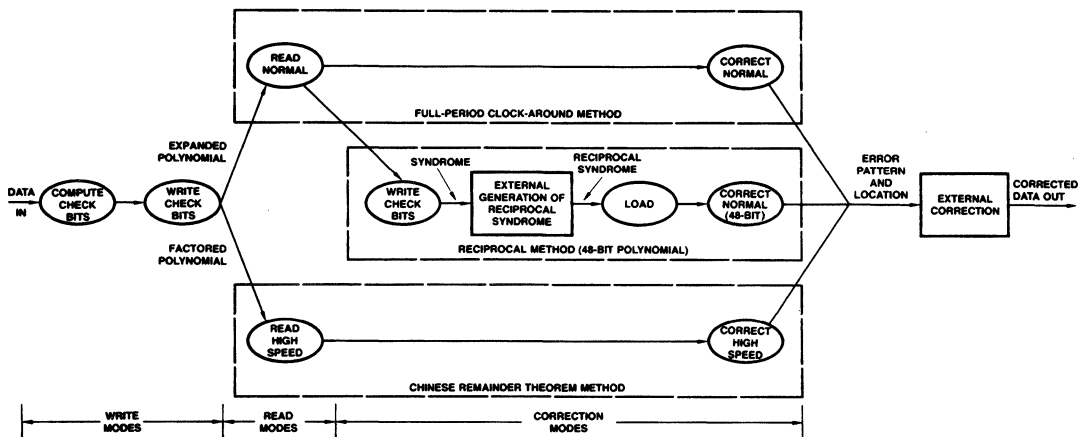 READ
NORMAL
CORRECT
NORMAL
FULL-PERIOD CLOCK-AROUND METHOD
EXPANDED
POLYNOMIAL
DATA
IN
COMPUTE
CHECK
BITS
WRITE
CHECK
BITS
FACTORED
POLYNOMIAL
SYNDROME
RECIPROCAL
SYNDROME
WRITE
CHECK
BITS
EXTERNAL
GENERATION OF
RECIPROCAL
SYNDROME
LOAD
CORRECT
NORMAL
(48-BIT)
RECIPROCAL METHOD (48-BIT POLYNOMIAL)
ERROR
PATTERN
AND
LOCATION
EXTERNAL
CORRECTION
CORRECTED
DATA OUT
READ
HIGH
SPEED
CORRECT
HIGH
SPEED
CHINESE REMAINDER THEOREM METHOD
WRITE
MODES
READ
MODES
CORRECTION
MODES